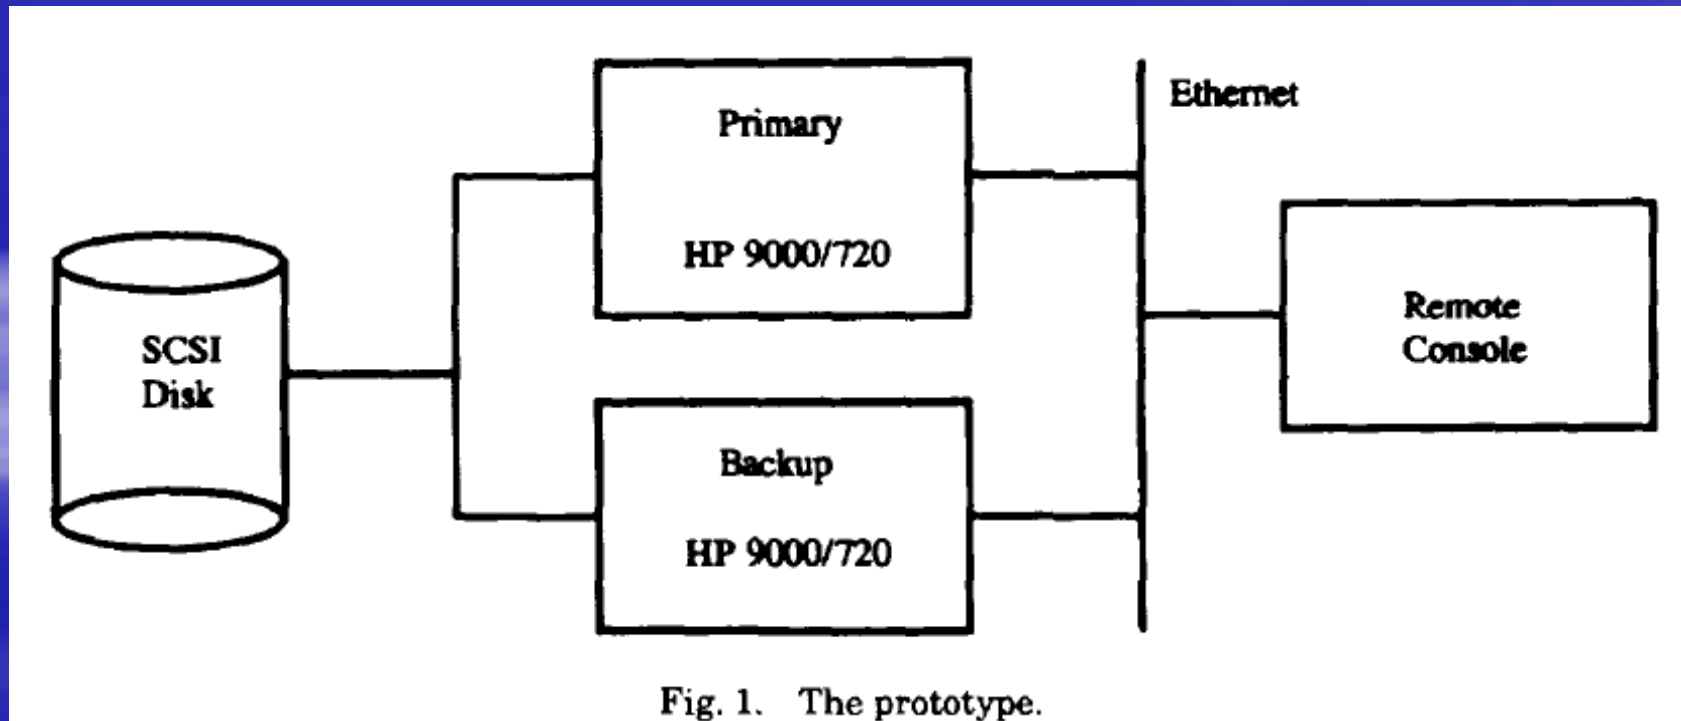 Primary
HP 9000/720
Ethernet
SCSI
Disk
Remote
Console
Backup
HP 9000/720
Fig. 1. The prototype.